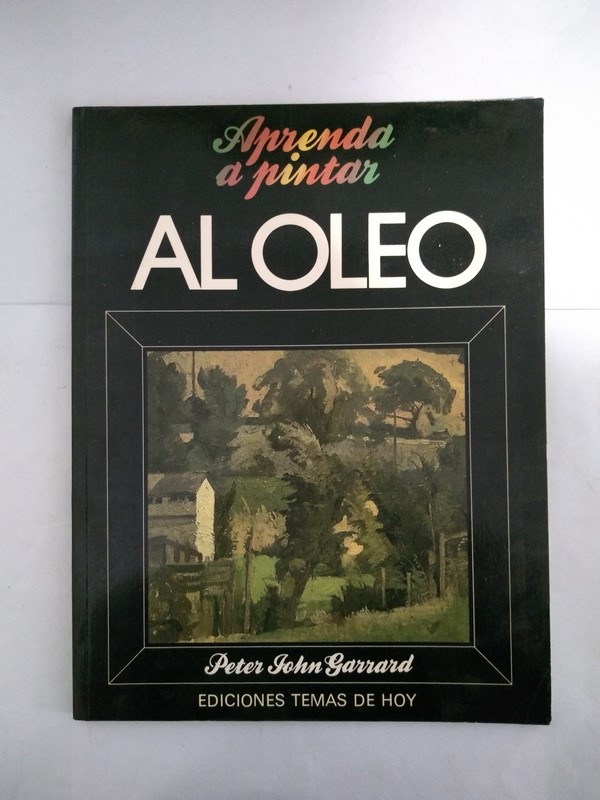 Aprenda
a pintar
AL OLEO
Peter John Garrard
EDICIONES TEMAS DE HOY